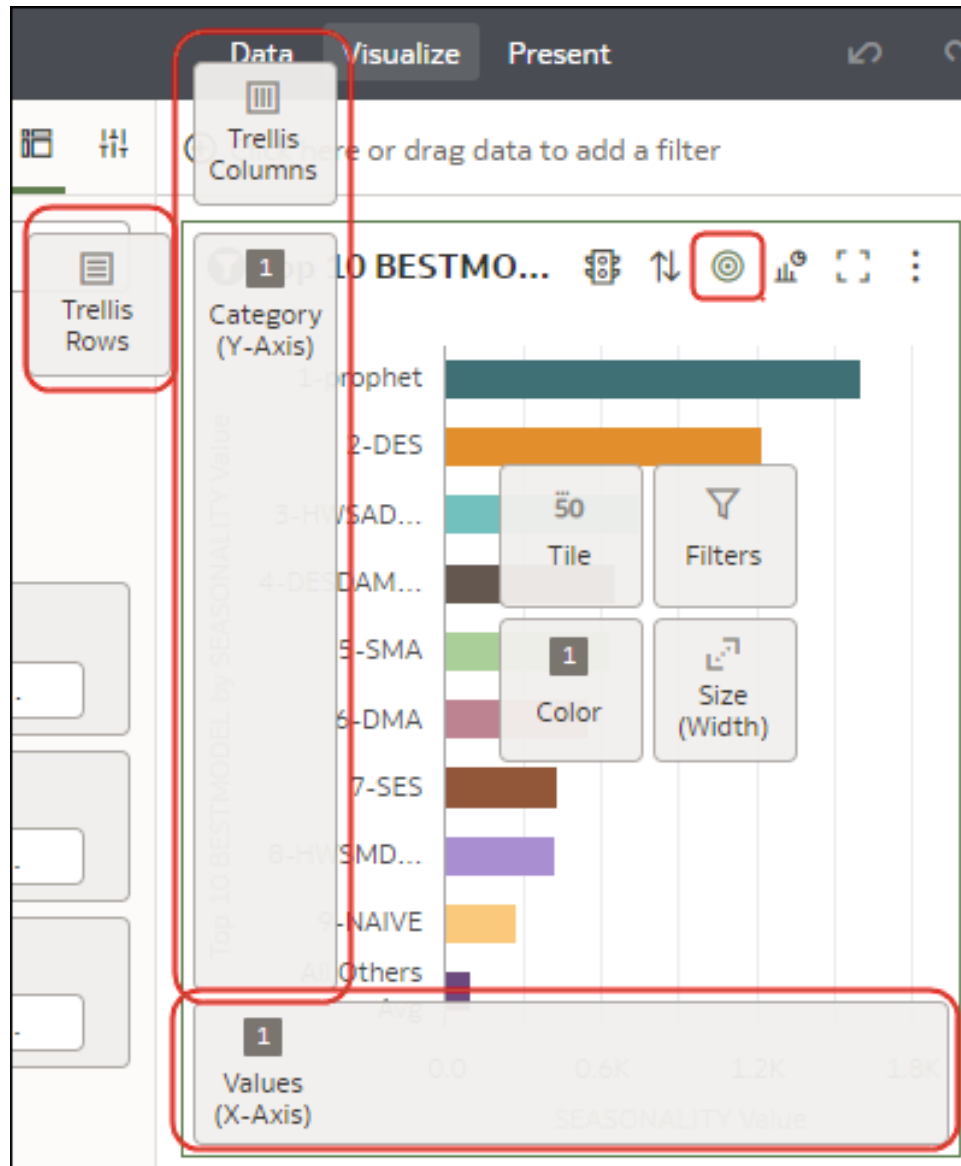 Data Visualize Present
Trellis
Columns
here or drag data to add a filter
Trellis
Rows
1
Category
(Y-Axis)
Top 10 BESTMO...
1-prophet
2-DES
3-HWSAD...
4-DESDAM...
5-SMA
6-DMA
7-SES
8-HWSMD...
9-NAIVE
All Others
Avg
Top 10 BESTMODEL by SEASONALITY Value
50
Tile
Filters
1
Color
Size
(Width)
1
Values
(X-Axis)
0.0 0.6K 1.2K 1.8K
SEASONALITY Value